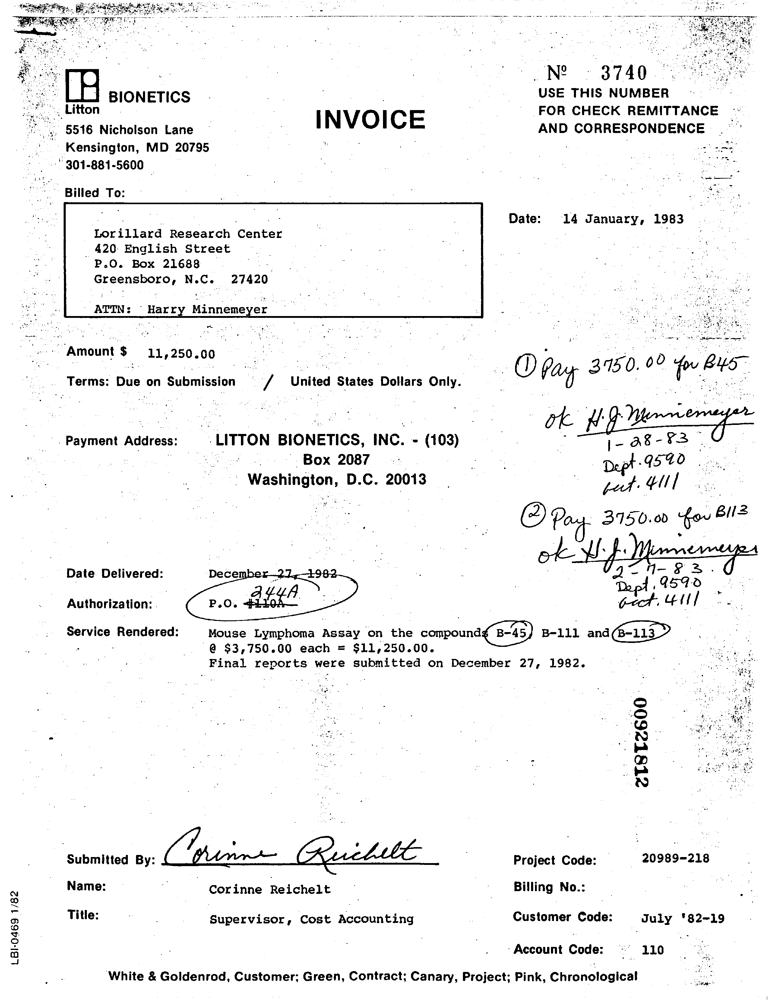 Nº 3740
USE THIS NUMBER
FOR CHECK REMITTANCE
AND CORRESPONDENCE
BIONETICS
Litton
INVOICE
5516 Nicholson Lane
Kensington, MD 20795
301-881-5600
Billed To:
Date: 14 January, 1983
Lorillard Research Center
420 English Street
P.O. Box 21688
Greensboro, N.C. 27420
ATTN: Harry Minnemeyer
Amount $ 11,250.00
Terms: Due on Submission / United States Dollars Only.
① Pay 3750.00 for B45
ok H.J. Minnemeyer
1-28-83
Dept. 9590
Acct. 4111
Payment Address: LITTON BIONETICS, INC. - (103)
Box 2087
Washington, D.C. 20013
② Pay 3750.00 for B113
ok H.J. Minnemeyer
2-7-83
Dept. 9590
acct. 4111
Date Delivered: December 27, 1982
244A
Authorization: P.O. #110A
Service Rendered: Mouse Lymphoma Assay on the compounds B-45, B-111 and B-113
@ $3,750.00 each = $11,250.00.
Final reports were submitted on December 27, 1982.
00921812
Submitted By: Corinne Reichelt
Project Code: 20989-218
Name: Corinne Reichelt
Billing No.:
Title: Supervisor, Cost Accounting
Customer Code: July '82-19
Account Code: 110
LBI-0469 1/82
White & Goldenrod, Customer; Green, Contract; Canary, Project; Pink, Chronological